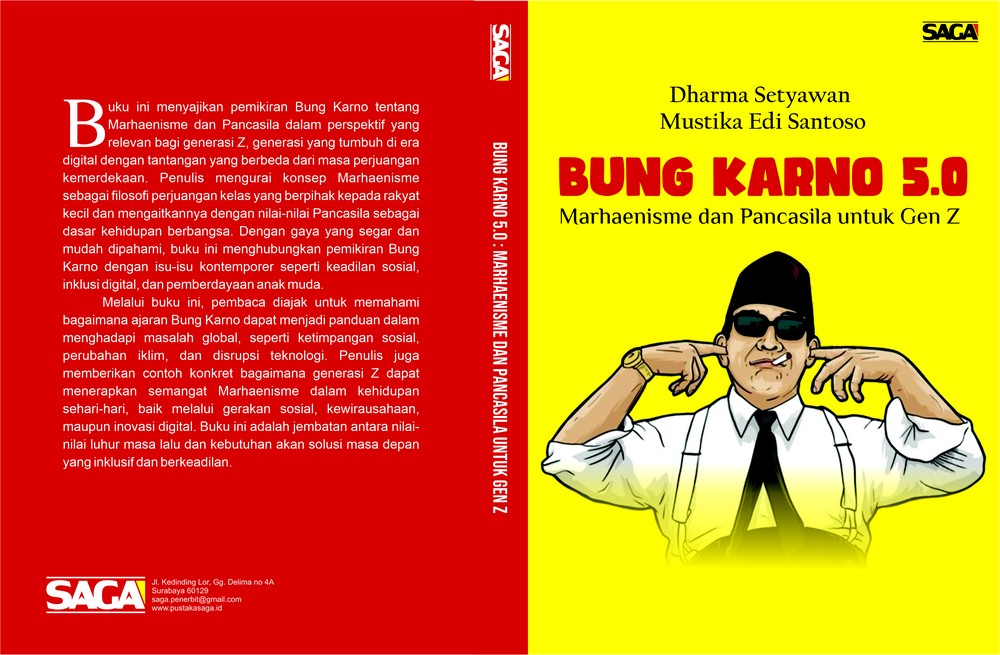 Buku ini menyajikan pemikiran Bung Karno tentang
Marhaenisme dan Pancasila dalam perspektif yang
relevan bagi generasi Z, generasi yang tumbuh di era
digital dengan tantangan yang berbeda dari masa perjuangan
kemerdekaan. Penulis mengurai konsep Marhaenisme
sebagai filosofi perjuangan kelas yang berpihak kepada rakyat
kecil dan mengaitkannya dengan nilai-nilai Pancasila sebagai
dasar kehidupan berbangsa. Dengan gaya yang segar dan
mudah dipahami, buku ini menghubungkan pemikiran Bung
Karno dengan isu-isu kontemporer seperti keadilan sosial,
inklusi digital, dan pemberdayaan anak muda.
Melalui buku ini, pembaca diajak untuk memahami
bagaimana ajaran Bung Karno dapat menjadi panduan dalam
menghadapi masalah global, seperti ketimpangan sosial,
perubahan iklim, dan disrupsi teknologi. Penulis juga
memberikan contoh konkret bagaimana generasi Z dapat
menerapkan semangat Marhaenisme dalam kehidupan
sehari-hari, baik melalui gerakan sosial, kewirausahaan,
maupun inovasi digital. Buku ini adalah jembatan antara nilai-
nilai luhur masa lalu dan kebutuhan akan solusi masa depan
yang inklusif dan berkeadilan.
SAGA
Jl. Kedinding Lor, Gg. Delima no 4A
Surabaya 60129
saga.penerbit@gmail.com
www.pustakasaga.id
SAGA
BUNG KARNO 5.0 : MARHAENISME DAN PANCASILA UNTUK GEN Z
SAGA
Dharma Setyawan
Mustika Edi Santoso
BUNG KARNO 5.0
Marhaenisme dan Pancasila untuk Gen Z